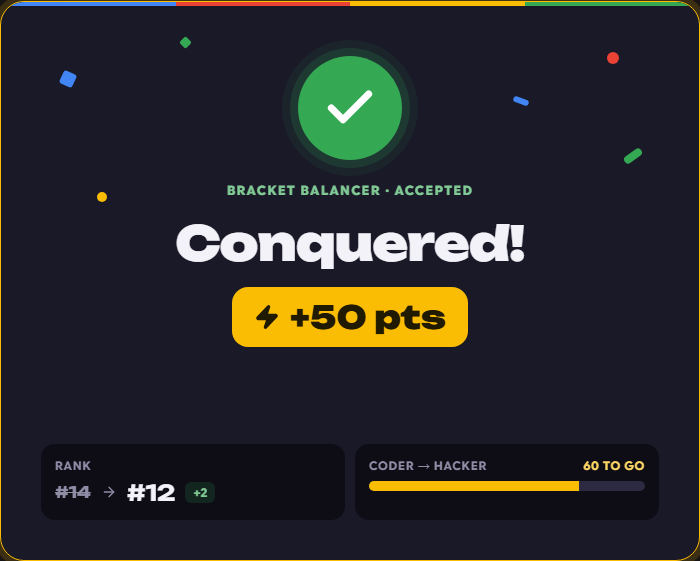 BRACKET BALANCER · ACCEPTED
Conquered!
+50 pts
RANK
#14 → #12 +2
CODER → HACKER 60 TO GO